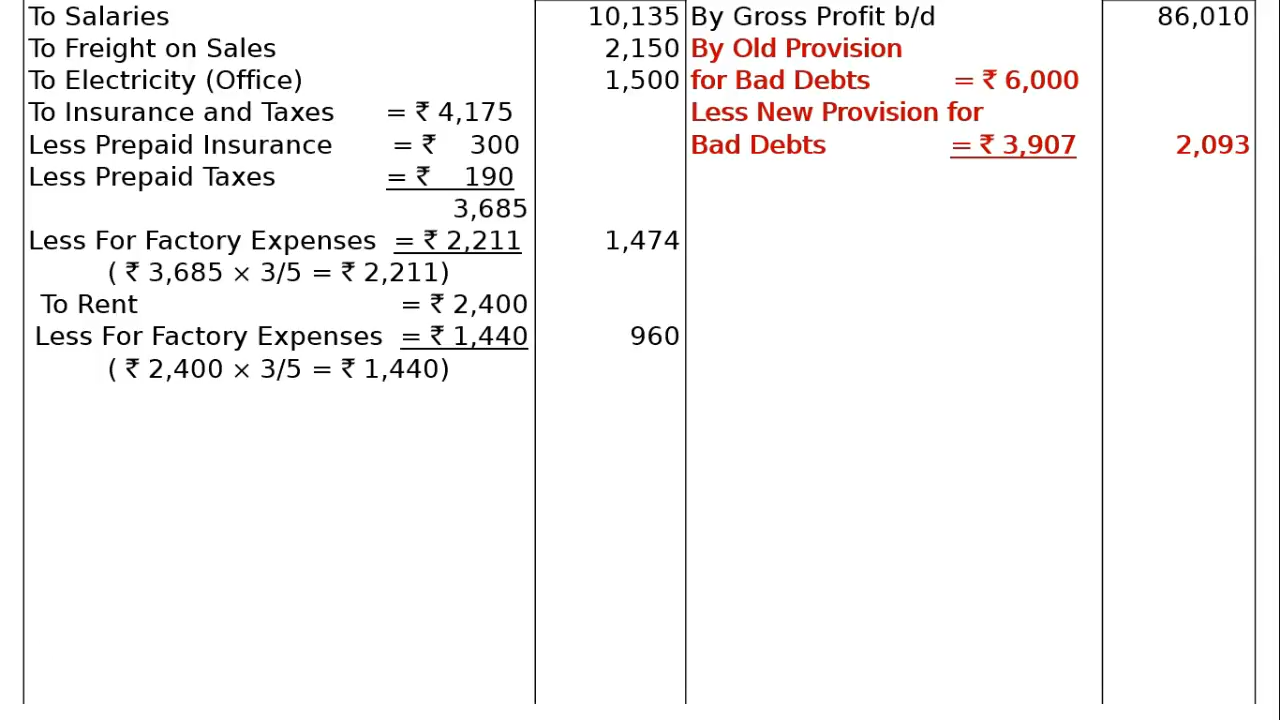 To Salaries 10,135 By Gross Profit b/d 86,010
To Freight on Sales 2,150 By Old Provision
To Electricity (Office) 1,500 for Bad Debts = ₹ 6,000
To Insurance and Taxes = ₹ 4,175 Less New Provision for
Less Prepaid Insurance = ₹ 300 Bad Debts = ₹ 3,907 2,093
Less Prepaid Taxes = ₹ 190
3,685
Less For Factory Expenses = ₹ 2,211 1,474
( ₹ 3,685 × 3/5 = ₹ 2,211)
To Rent = ₹ 2,400
Less For Factory Expenses = ₹ 1,440 960
( ₹ 2,400 × 3/5 = ₹ 1,440)